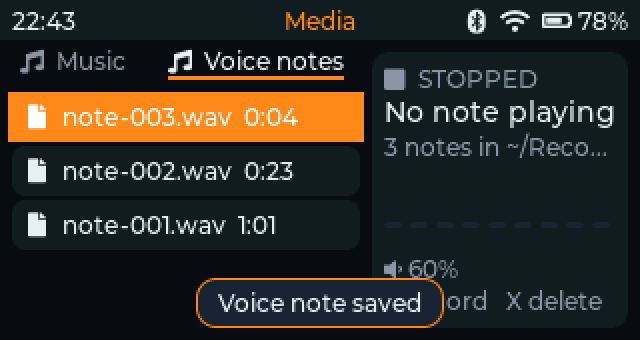 22:43 Media 78%
Music Voice notes
note-003.wav 0:04
note-002.wav 0:23
note-001.wav 1:01
STOPPED
No note playing
3 notes in ~/Reco...
60%
ord X delete
Voice note saved